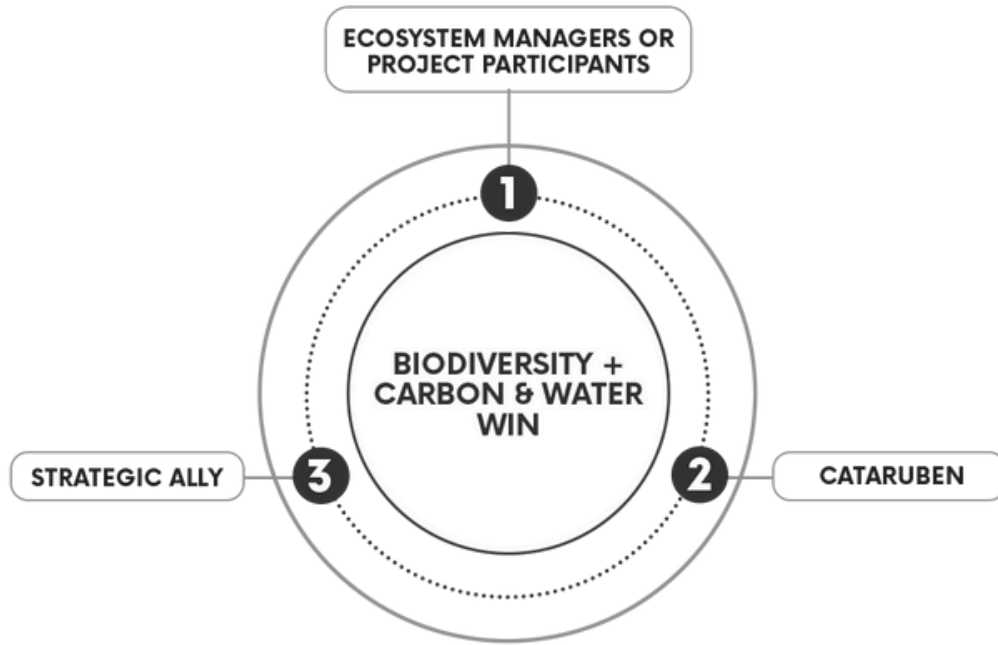 ECOSYSTEM MANAGERS OR
PROJECT PARTICIPANTS
1
BIODIVERSITY +
CARBON & WATER
WIN
STRATEGIC ALLY
3
2
CATARUBEN